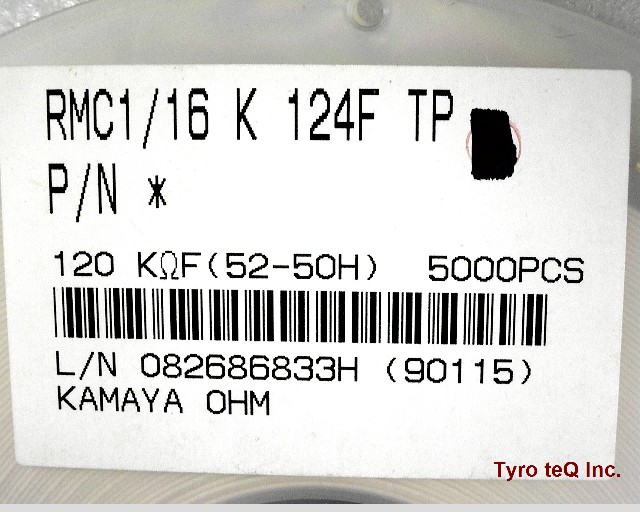 RMC1/16 K 124F TP
P/N *
120 KΩF(52-50H) 5000PCS
L/N 082686833H (90115)
KAMAYA OHM
Tyro teQ Inc.